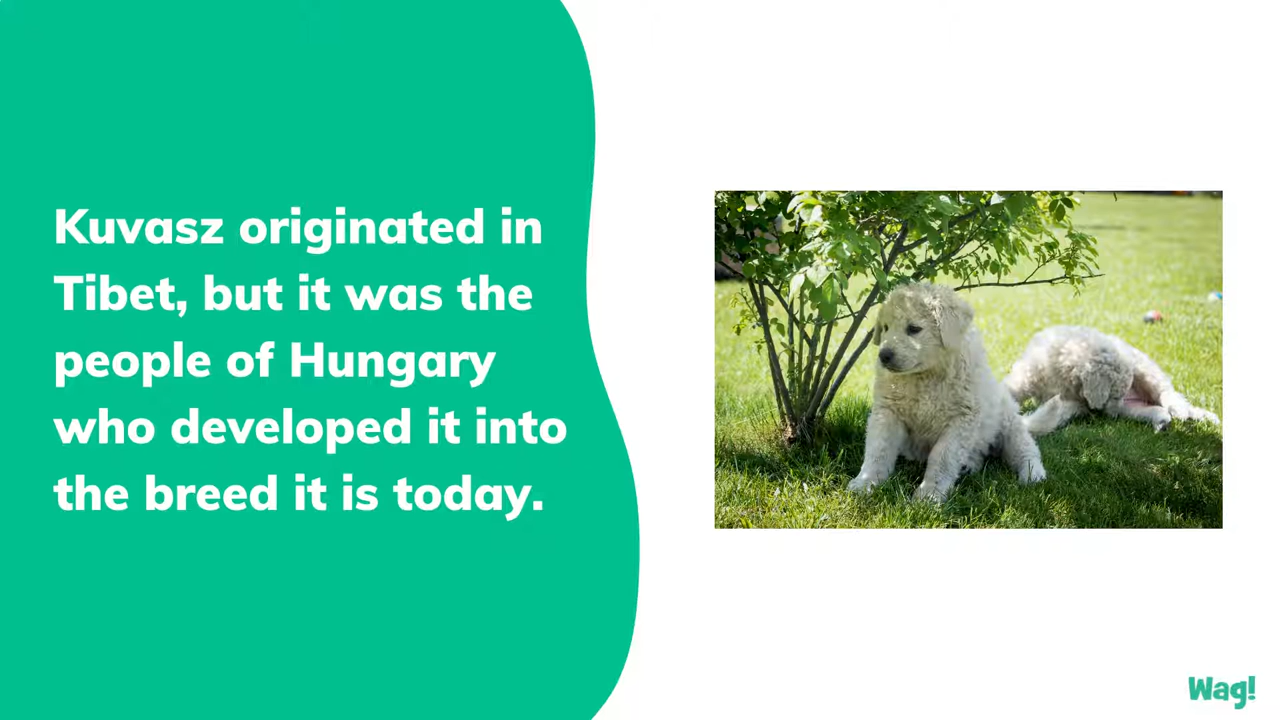 Kuvasz originated in
Tibet, but it was the
people of Hungary
who developed it into
the breed it is today.
Wag!